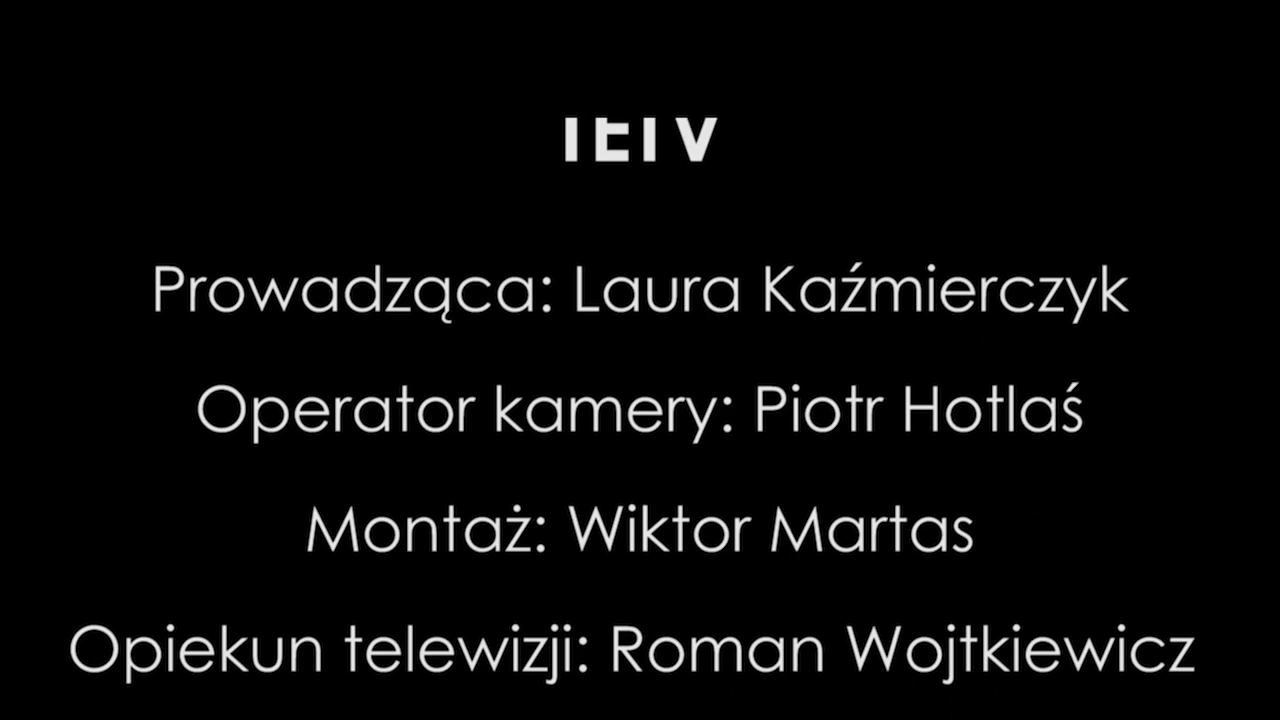 Prowadząca: Laura Kaźmierczyk
Operator kamery: Piotr Hotlaś
Montaż: Wiktor Martas
Opiekun telewizji: Roman Wojtkiewicz